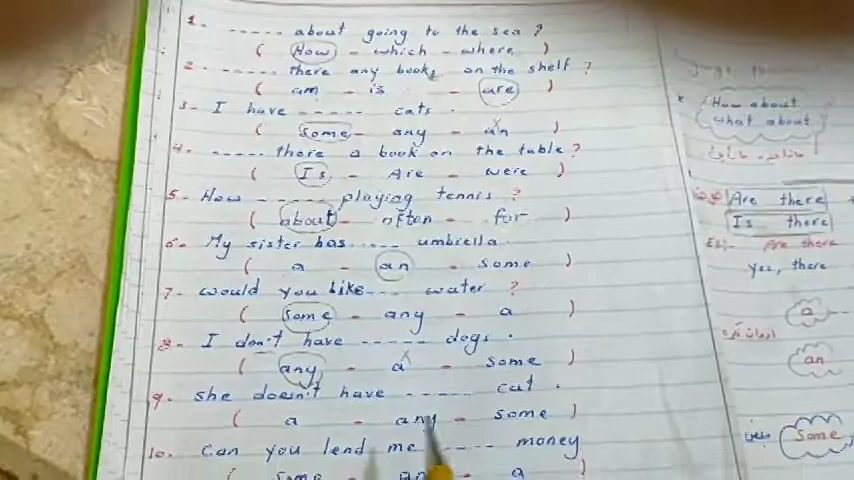 1. ----- about going to the sea ?
( How - which - where )
2- ----- there any books on the shelf ?
( am - is - are )
3- I have ----- cats .
( some - any - an )
4. ----- there a book on the table ?
( Is - Are - were )
5- How ----- playing tennis ?
( about - often - for )
6- My sister has ----- umbrella .
( a - an - some )
7- would you like ---- water ?
( some - any - a )
8- I don't have ----- dogs .
( any - a - some )
9- she doesn't have ----- cat .
( a - any - some )
10- can you lend me ----- money
( some - an - a )
How about
what about
Are there
Is there
Are there
yes, there
a
an
some